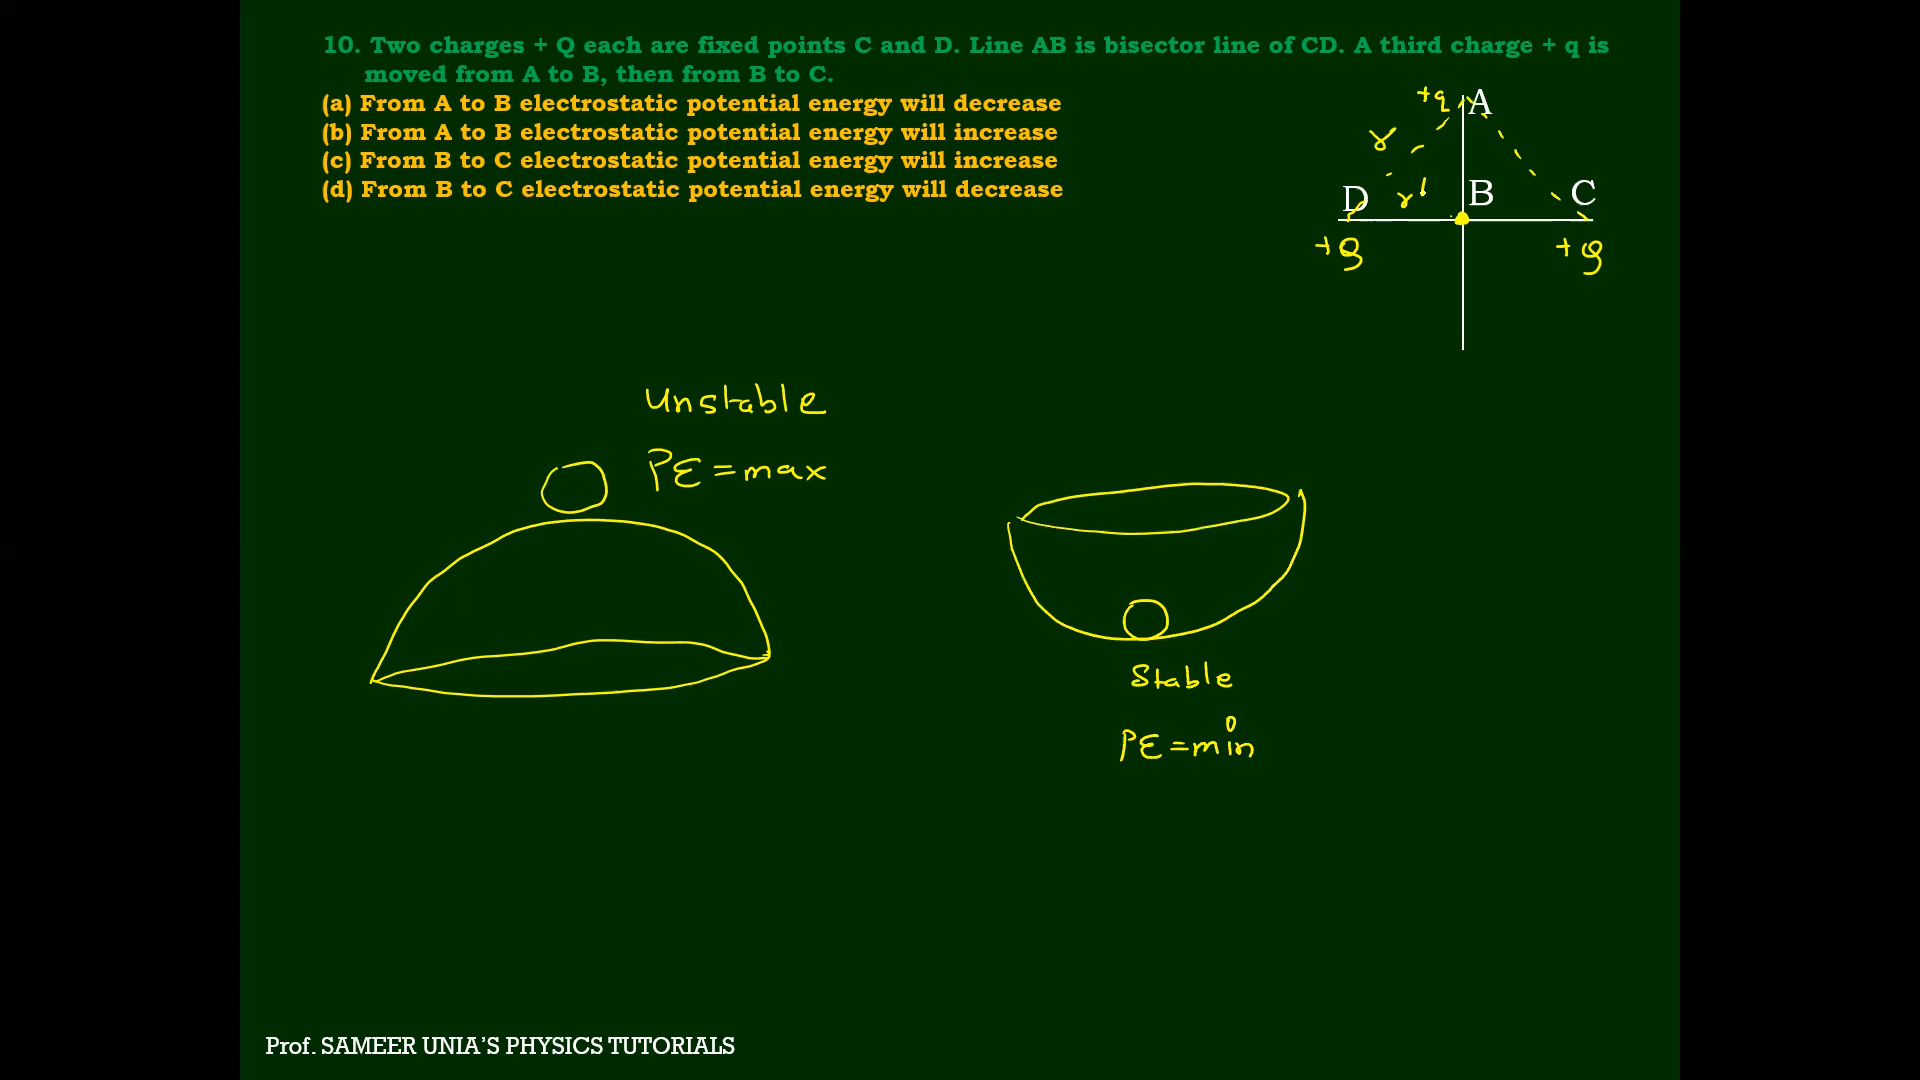 10. Two charges + Q each are fixed points C and D. Line AB is bisector line of CD. A third charge + q is
moved from A to B, then from B to C.
(a) From A to B electrostatic potential energy will decrease
(b) From A to B electrostatic potential energy will increase
(c) From B to C electrostatic potential energy will increase
(d) From B to C electrostatic potential energy will decrease
+q A
r
D r' B C
+Q +Q
Unstable
PE = max
Stable
PE = min
Prof. SAMEER UNIA'S PHYSICS TUTORIALS